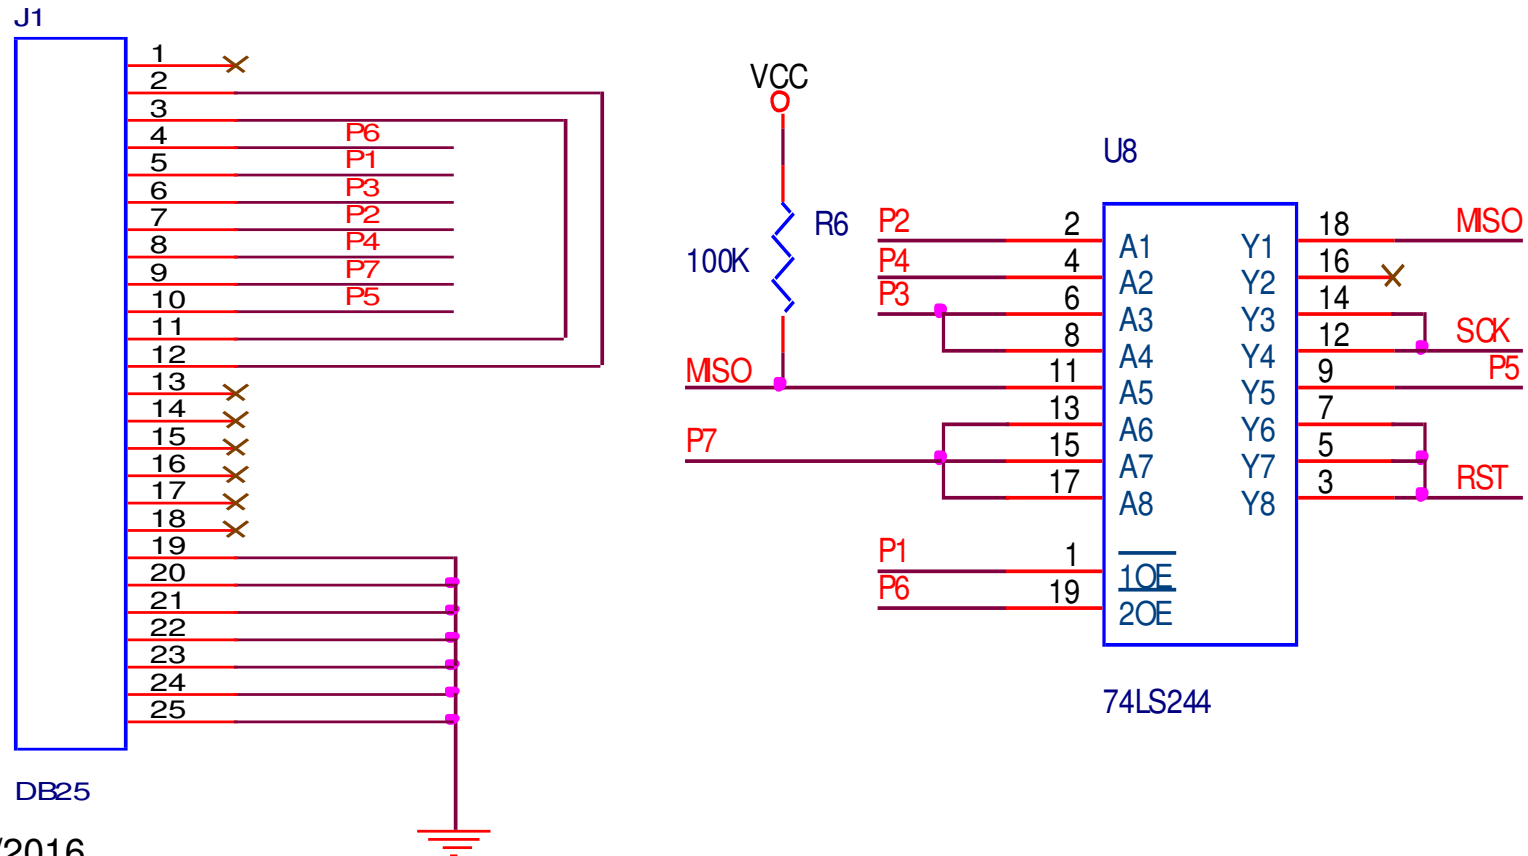 J1
1
2
3
4
5
6
7
8
9
10
11
12
13
14
15
16
17
18
19
20
21
22
23
24
25
P6
P1
P3
P2
P4
P7
P5
DB25
/2016
VCC
R6
100K
MISO
P7
U8
P2
P4
P3
P1
P6
2
4
6
8
11
13
15
17
1
19
A1
A2
A3
A4
A5
A6
A7
A8
1OE
2OE
Y1
Y2
Y3
Y4
Y5
Y6
Y7
Y8
18
16
14
12
9
7
5
3
MISO
SCK
P5
RST
74LS244